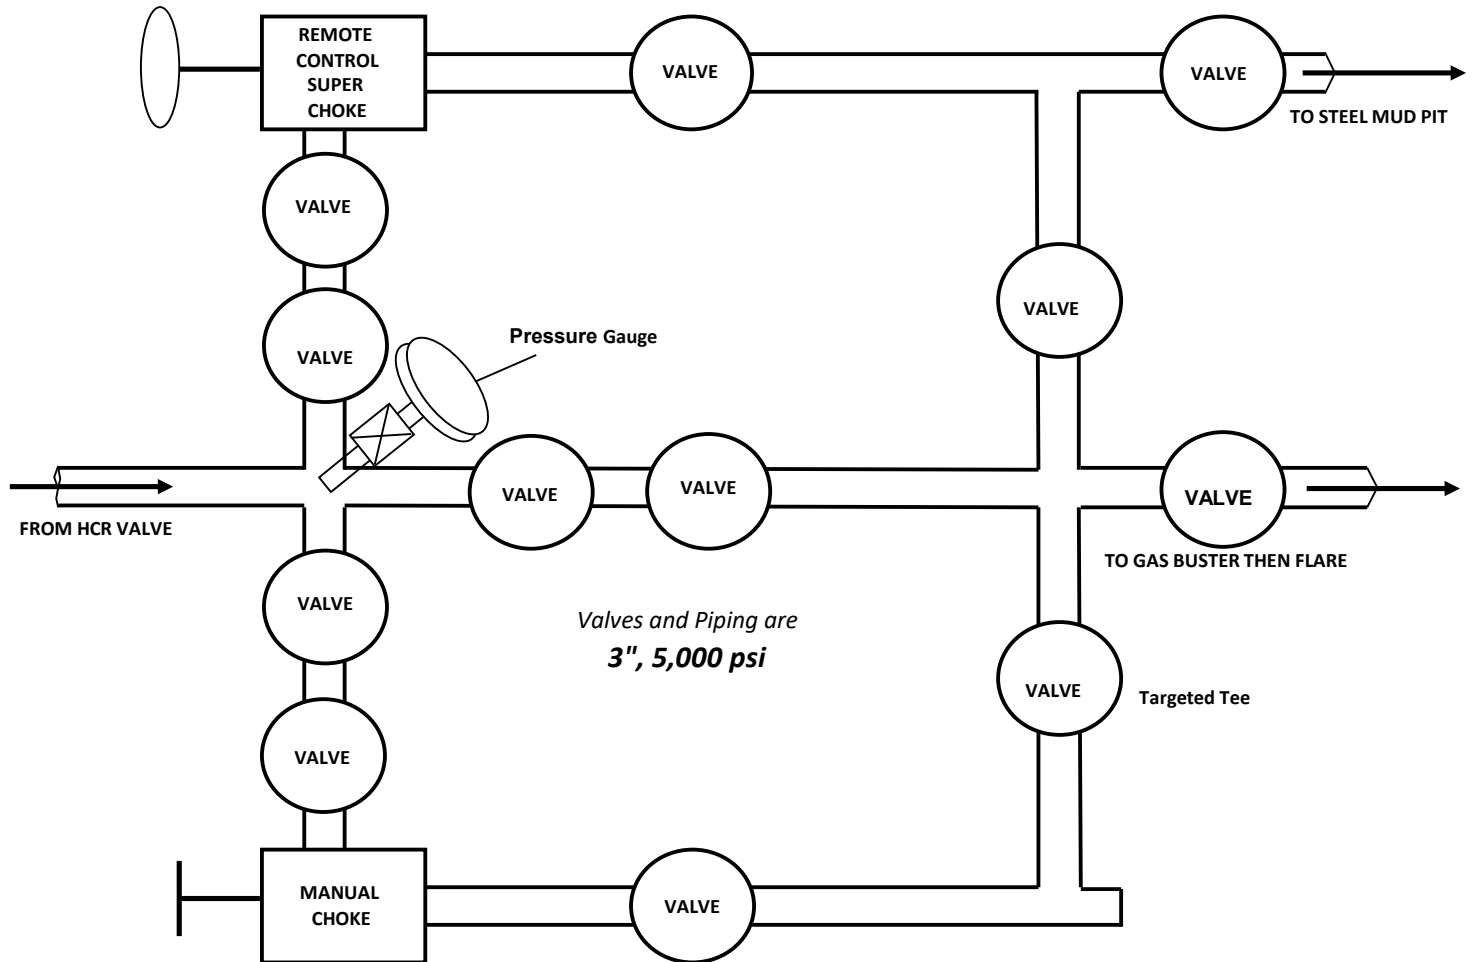 REMOTE
CONTROL
SUPER
CHOKE
VALVE
VALVE
TO STEEL MUD PIT
VALVE
VALVE
Pressure Gauge
VALVE
FROM HCR VALVE
VALVE
VALVE
VALVE
TO GAS BUSTER THEN FLARE
VALVE
Valves and Piping are
3", 5,000 psi
VALVE
Targeted Tee
VALVE
MANUAL
CHOKE
VALVE